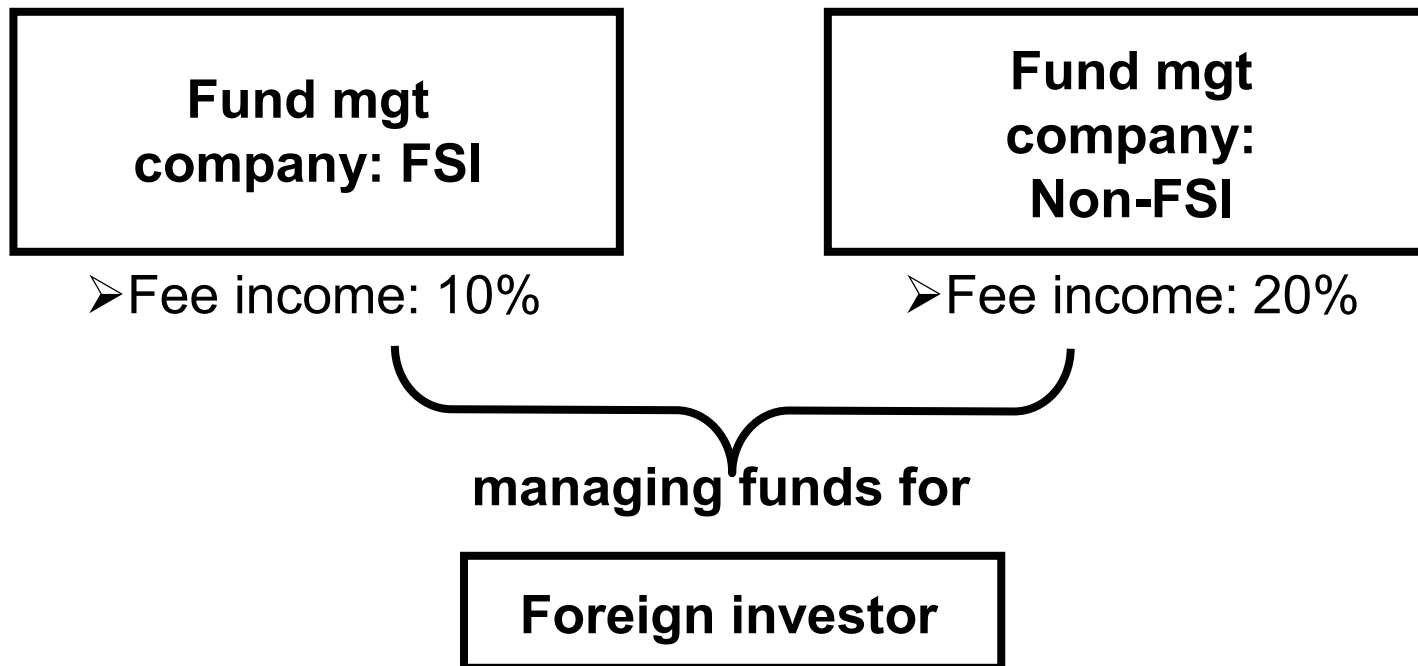 Fund mgt
company: FSI
Fund mgt
company:
Non-FSI
➢Fee income: 10%
➢Fee income: 20%
managing funds for
Foreign investor